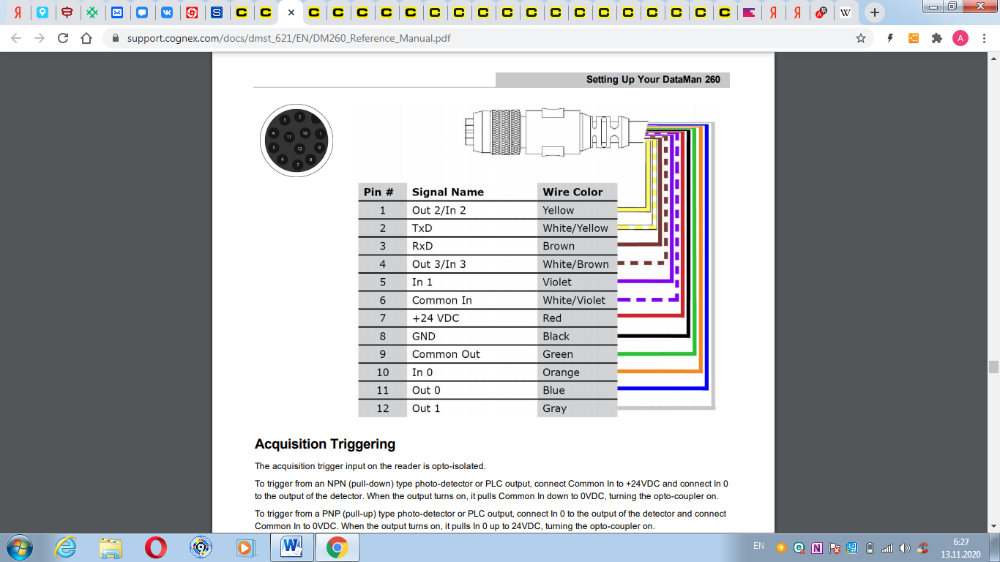 support.cognex.com/docs/dmst_621/EN/DM260_Reference_Manual.pdf
A
Setting Up Your DataMan 260
3 2
4 11 10 1
5 12 9
6 7 8
Pin # Signal Name Wire Color
1 Out 2/In 2 Yellow
2 TxD White/Yellow
3 RxD Brown
4 Out 3/In 3 White/Brown
5 In 1 Violet
6 Common In White/Violet
7 +24 VDC Red
8 GND Black
9 Common Out Green
10 In 0 Orange
11 Out 0 Blue
12 Out 1 Gray
Acquisition Triggering
The acquisition trigger input on the reader is opto-isolated.
To trigger from an NPN (pull-down) type photo-detector or PLC output, connect Common In to +24VDC and connect In 0
to the output of the detector. When the output turns on, it pulls Common In down to 0VDC, turning the opto-coupler on.
To trigger from a PNP (pull-up) type photo-detector or PLC output, connect In 0 to the output of the detector and connect
Common In to 0VDC. When the output turns on, it pulls In 0 up to 24VDC, turning the opto-coupler on.
EN
6:27
13.11.2020